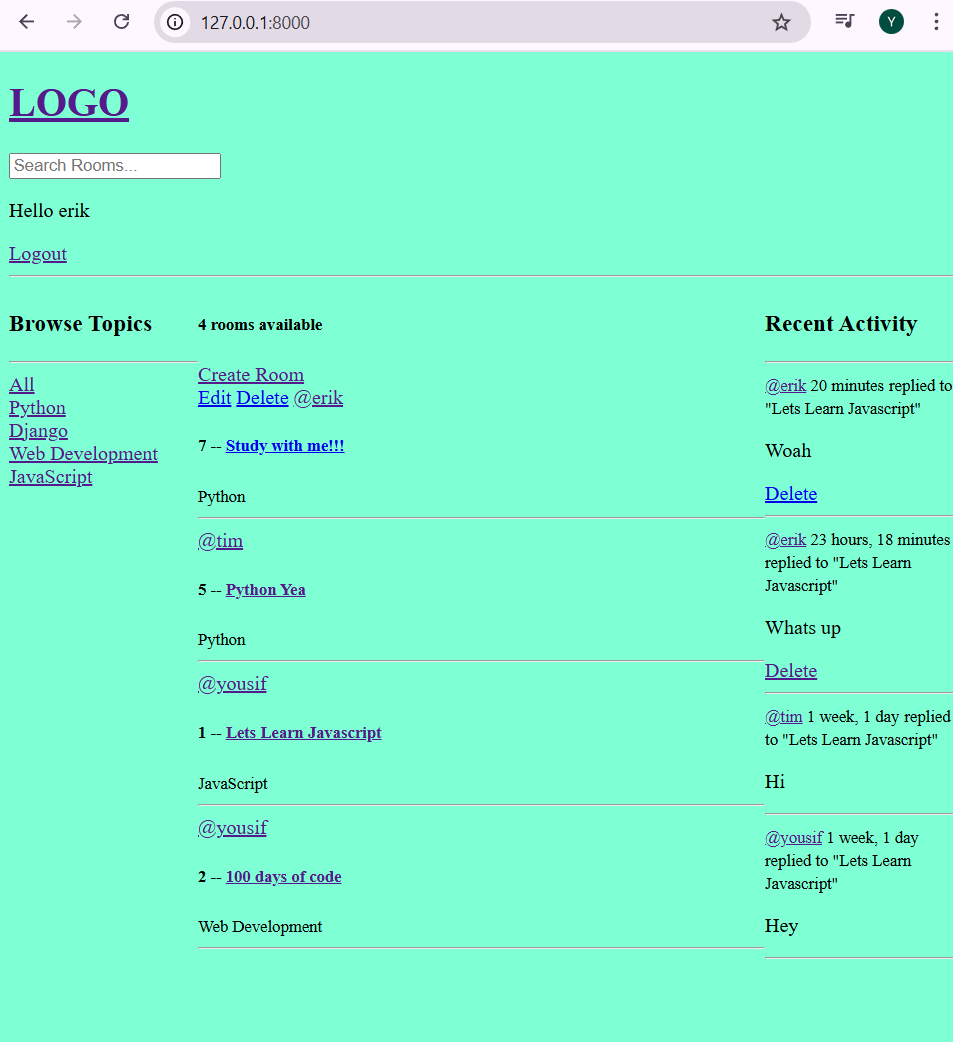 127.0.0.1:8000
Y
LOGO
Search Rooms...
Hello erik
Logout
Browse Topics
All
Python
Django
Web Development
JavaScript
4 rooms available
Create Room
Edit Delete @erik
7 -- Study with me!!!
Python
@tim
5 -- Python Yea
Python
@yousif
1 -- Lets Learn Javascript
JavaScript
@yousif
2 -- 100 days of code
Web Development
Recent Activity
@erik 20 minutes replied to
"Lets Learn Javascript"
Woah
Delete
@erik 23 hours, 18 minutes
replied to "Lets Learn
Javascript"
Whats up
Delete
@tim 1 week, 1 day replied
to "Lets Learn Javascript"
Hi
@yousif 1 week, 1 day
replied to "Lets Learn
Javascript"
Hey